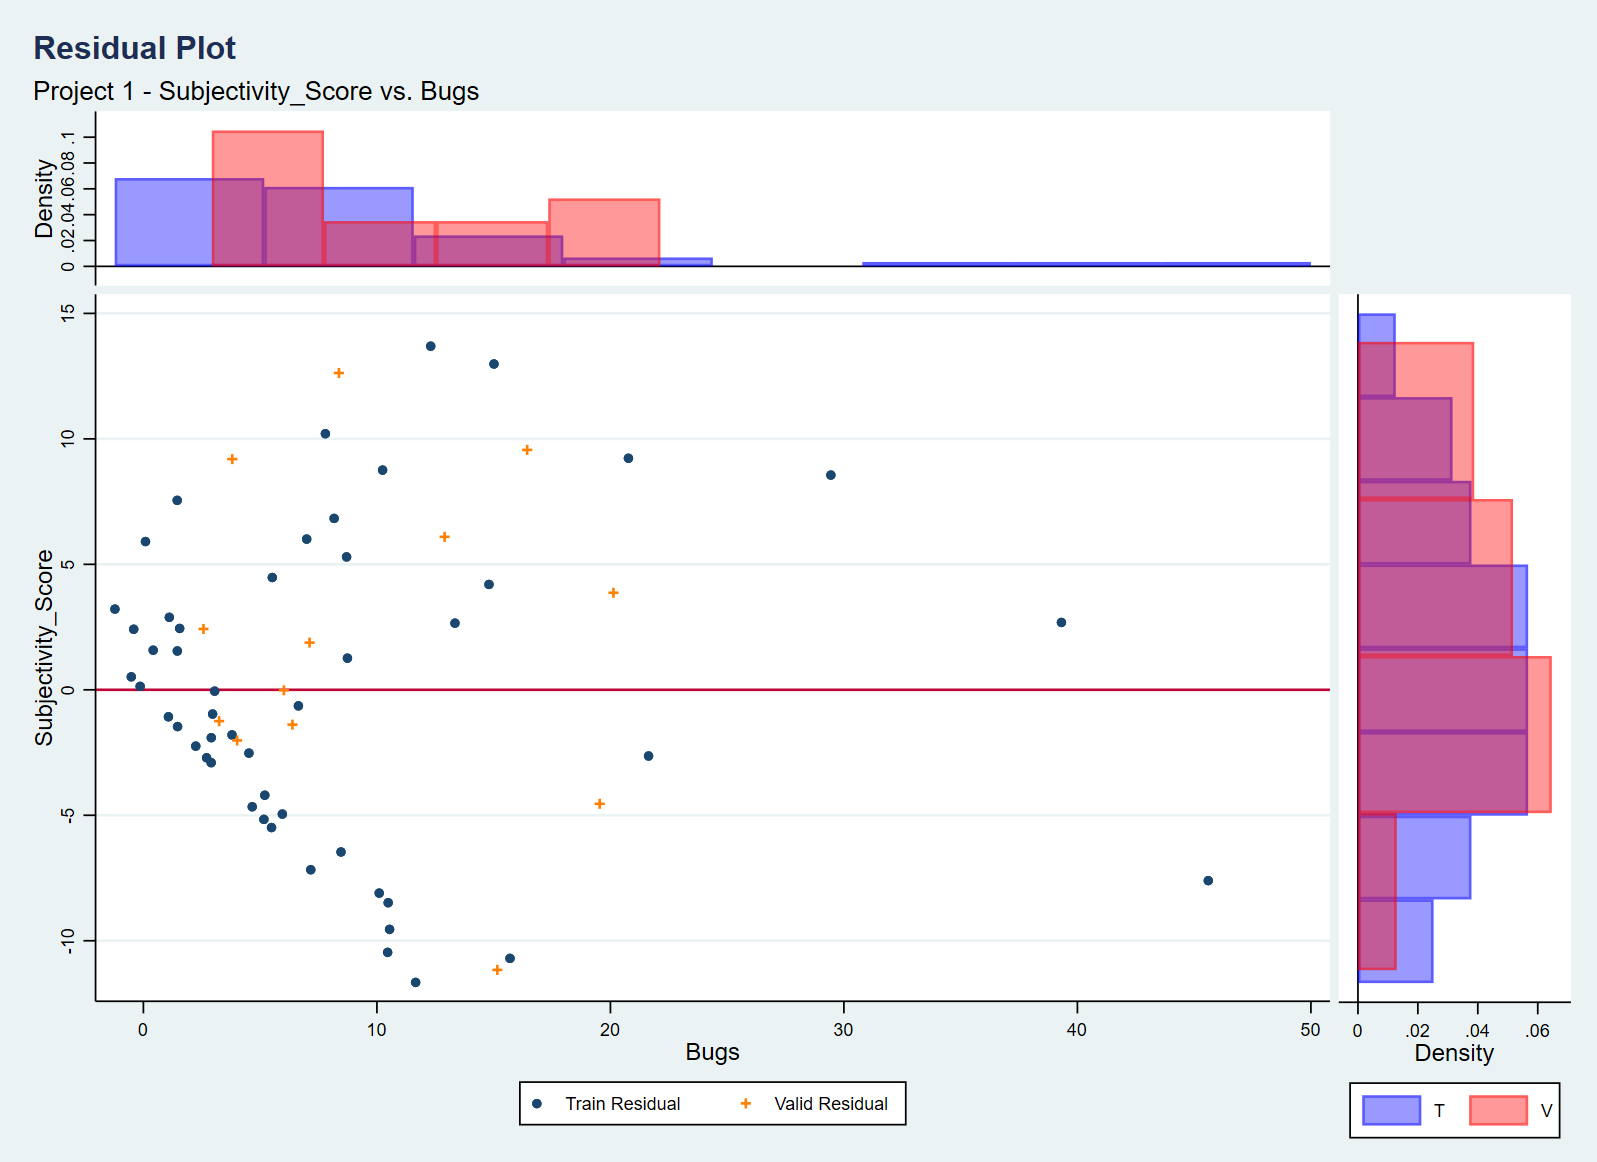 Residual Plot
Project 1 - Subjectivity_Score vs. Bugs
Density
0 .02 .04 .06 .08 .1
Subjectivity_Score
15
10
5
0
-5
-10
0 10 20 30 40 50
Bugs
0 .02 .04 .06
Density
Train Residual Valid Residual
T V